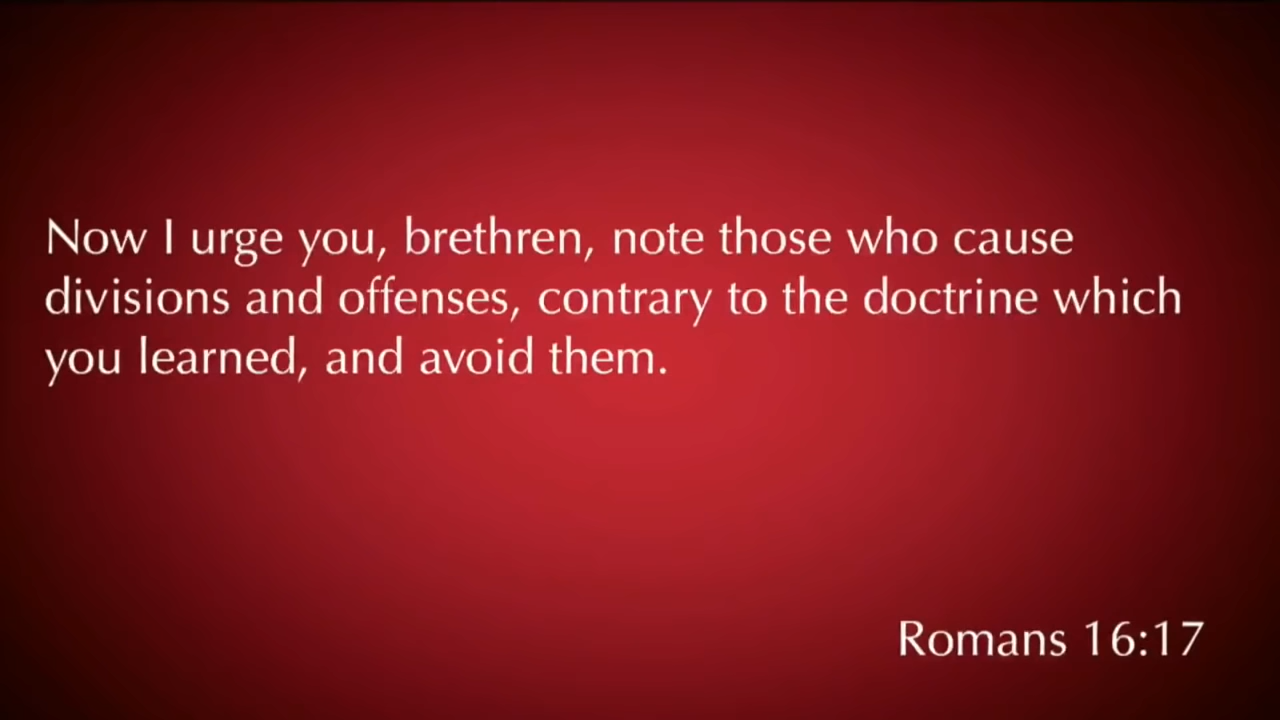 Now I urge you, brethren, note those who cause
divisions and offenses, contrary to the doctrine which
you learned, and avoid them.
Romans 16:17